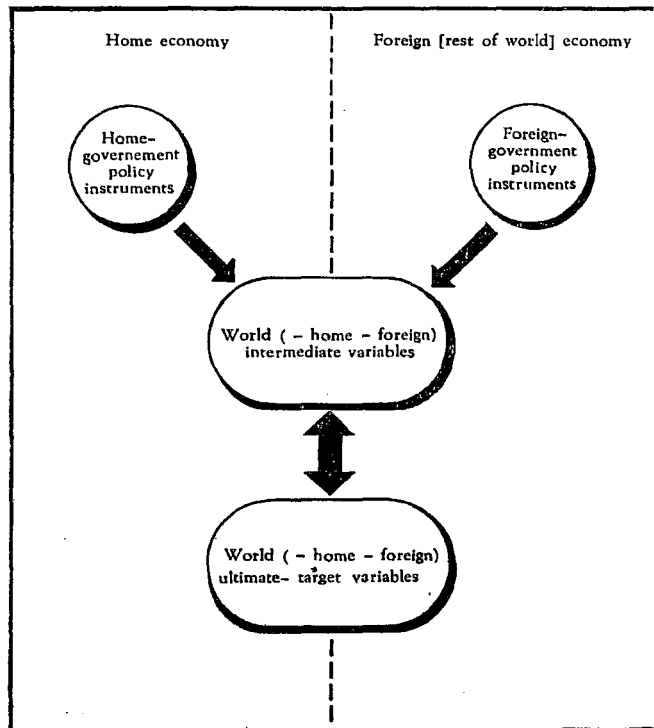 Home economy
Foreign [rest of world] economy
Home-
governement
policy
instruments
Foreign-
government
policy
instruments
World ( - home - foreign)
intermediate variables
World ( - home - foreign)
ultimate- target variables